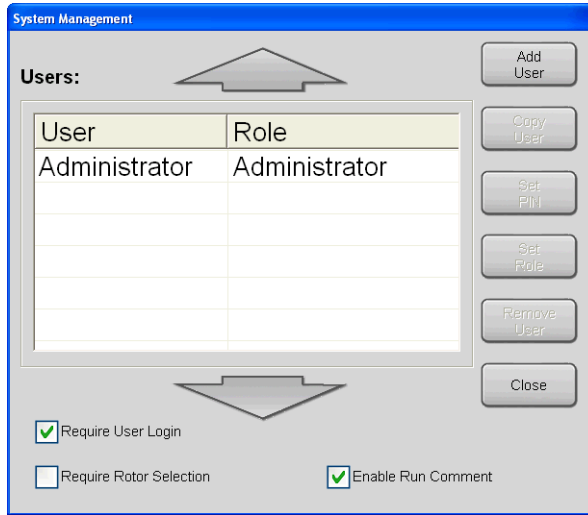 System Management
Users:
Add
User
User Role
Copy
User
Administrator Administrator
Set
PIN
Set
Role
Remove
User
Close
Require User Login
Require Rotor Selection Enable Run Comment